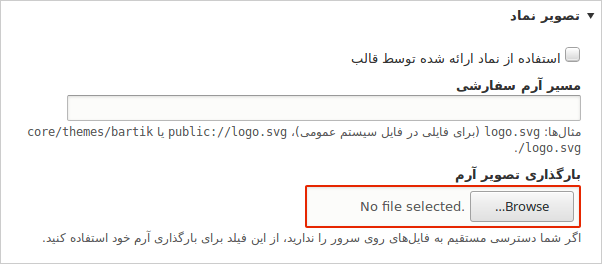 تصویر نماد
استفاده از نماد ارائه شده توسط قالب
مسیر آرم سفارشی
مثال‌ها: logo.svg (برای فایلی در فایل سیستم عمومی)، public://logo.svg یا core/themes/bartik
/logo.svg.
بارگذاری تصویر آرم
Browse... No file selected.
اگر شما دسترسی مستقیم به فایل‌های روی سرور را ندارید، از این فیلد برای بارگذاری آرم خود استفاده کنید.